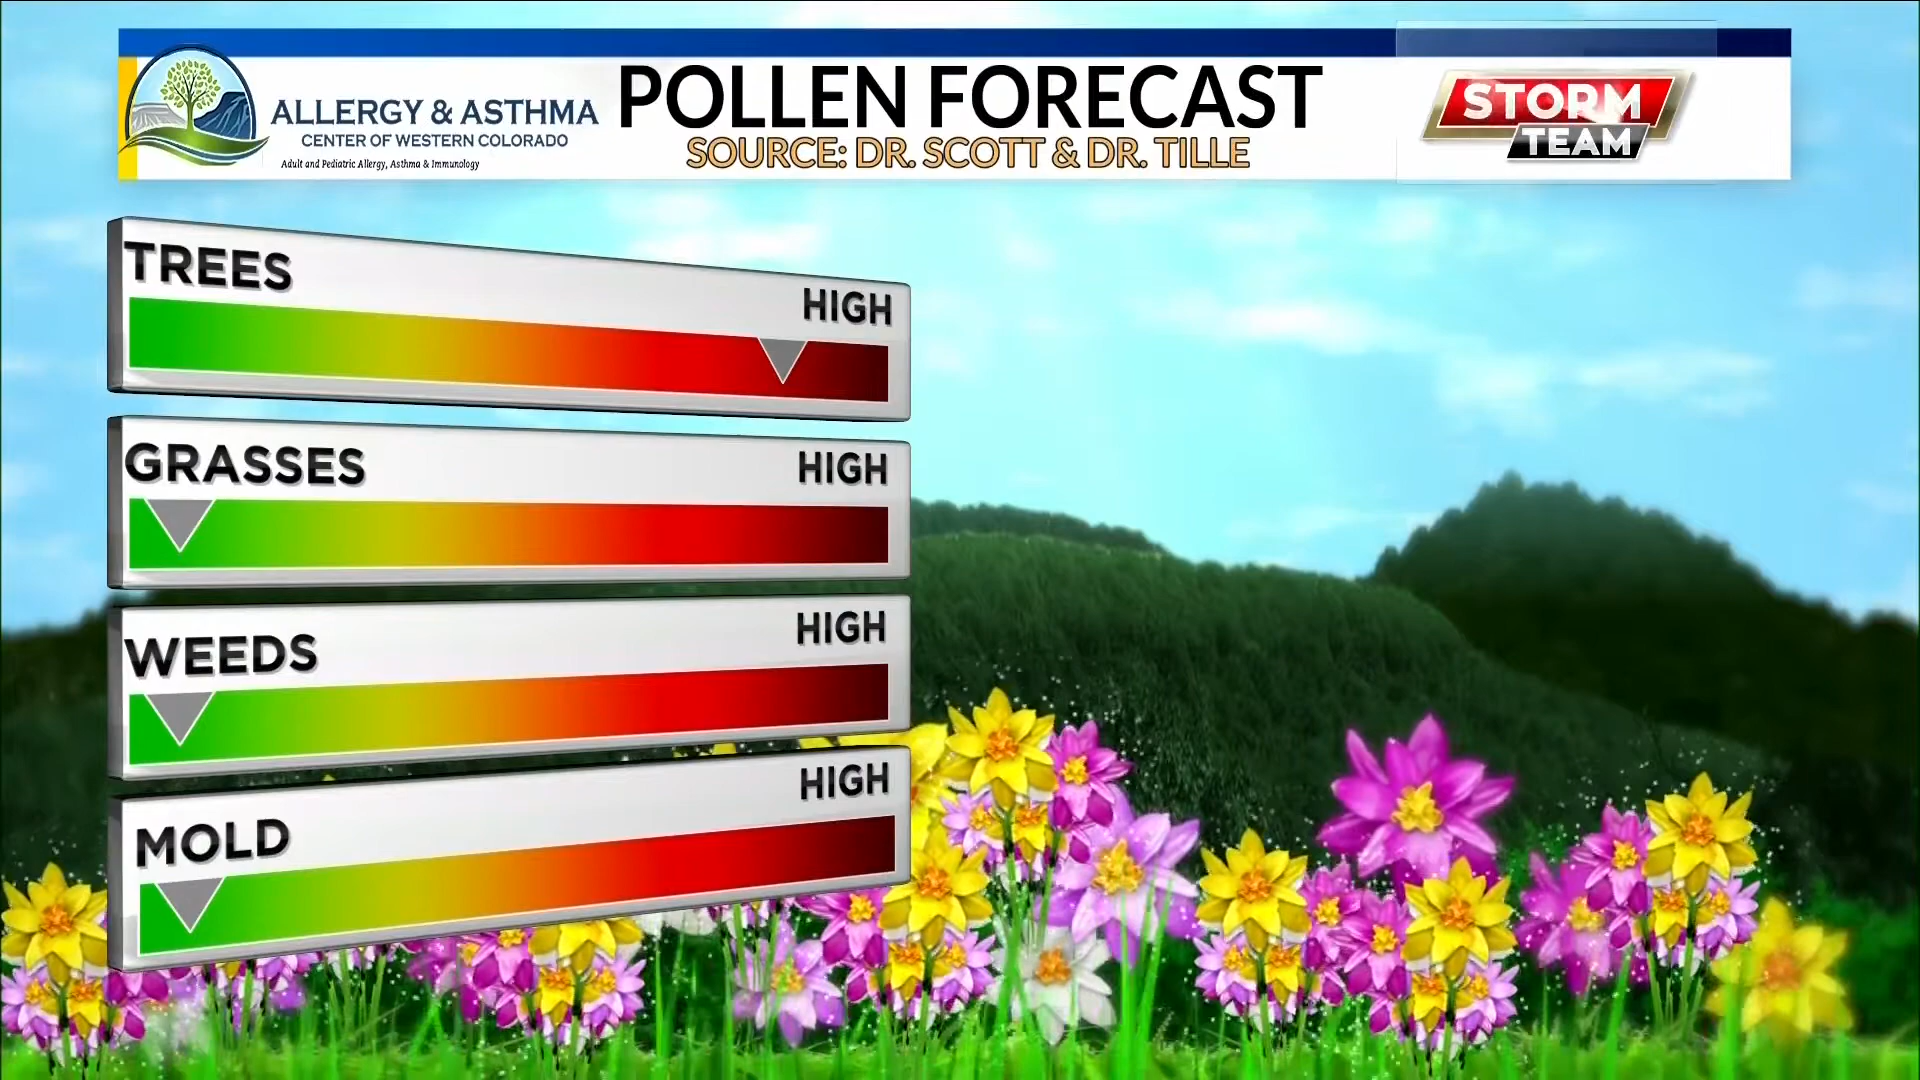 ALLERGY & ASTHMA
CENTER OF WESTERN COLORADO
Adult and Pediatric Allergy, Asthma & Immunology
POLLEN FORECAST
SOURCE: DR. SCOTT & DR. TILLE
STORM
TEAM
TREES
HIGH
GRASSES
HIGH
WEEDS
HIGH
MOLD
HIGH